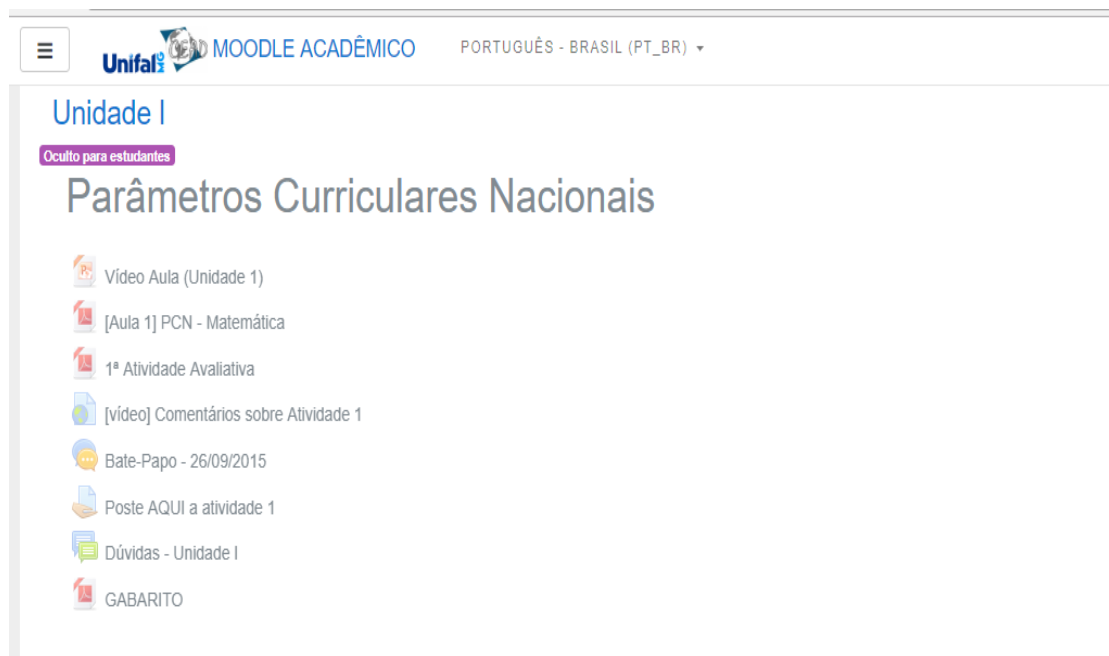 Unifal MG CEAD MOODLE ACADÊMICO PORTUGUÊS - BRASIL (PT_BR)
Unidade I
Oculto para estudantes
Parâmetros Curriculares Nacionais
Vídeo Aula (Unidade 1)
[Aula 1] PCN - Matemática
1ª Atividade Avaliativa
[vídeo] Comentários sobre Atividade 1
Bate-Papo - 26/09/2015
Poste AQUI a atividade 1
Dúvidas - Unidade I
GABARITO